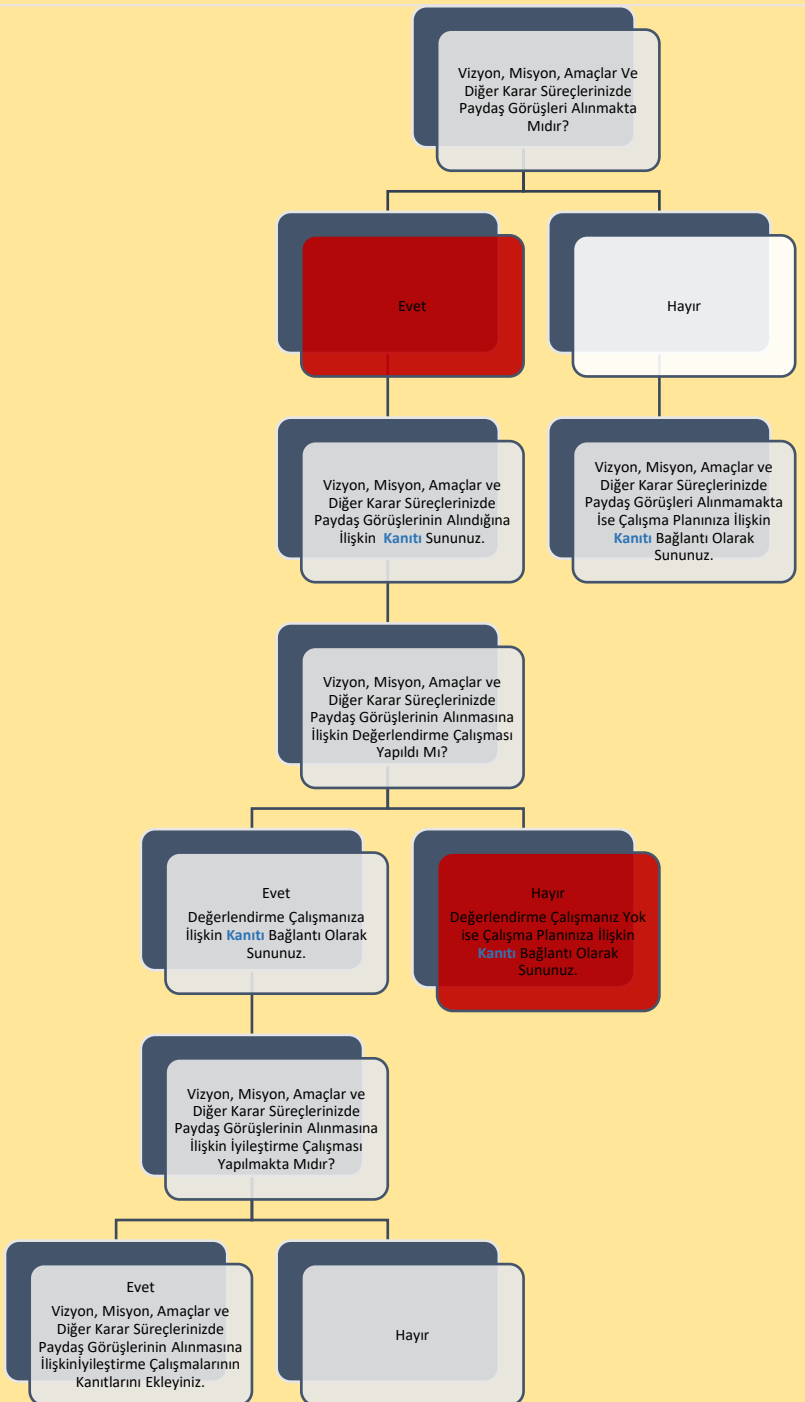 Vizyon, Misyon, Amaçlar Ve
Diğer Karar Süreçlerinizde
Paydaş Görüşleri Alınmakta
Mıdır?
Evet
Hayır
Vizyon, Misyon, Amaçlar ve
Diğer Karar Süreçlerinizde
Paydaş Görüşlerinin Alındığına
İlişkin Kanıtı Sununuz.
Vizyon, Misyon, Amaçlar ve
Diğer Karar Süreçlerinizde
Paydaş Görüşleri Alınmamakta
İse Çalışma Planınıza İlişkin
Kanıtı Bağlantı Olarak
Sununuz.
Vizyon, Misyon, Amaçlar ve
Diğer Karar Süreçlerinizde
Paydaş Görüşlerinin Alınmasına
İlişkin Değerlendirme Çalışması
Yapıldı Mı?
Evet
Değerlendirme Çalışmanıza
İlişkin Kanıtı Bağlantı Olarak
Sununuz.
Hayır
Değerlendirme Çalışmanız Yok
ise Çalışma Planınıza İlişkin
Kanıtı Bağlantı Olarak
Sununuz.
Vizyon, Misyon, Amaçlar ve
Diğer Karar Süreçlerinizde
Paydaş Görüşlerinin Alınmasına
İlişkin İyileştirme Çalışması
Yapılmakta Mıdır?
Evet
Vizyon, Misyon, Amaçlar ve
Diğer Karar Süreçlerinizde
Paydaş Görüşlerinin Alınmasına
İlişkinİyileştirme Çalışmalarının
Kanıtlarını Ekleyiniz.
Hayır